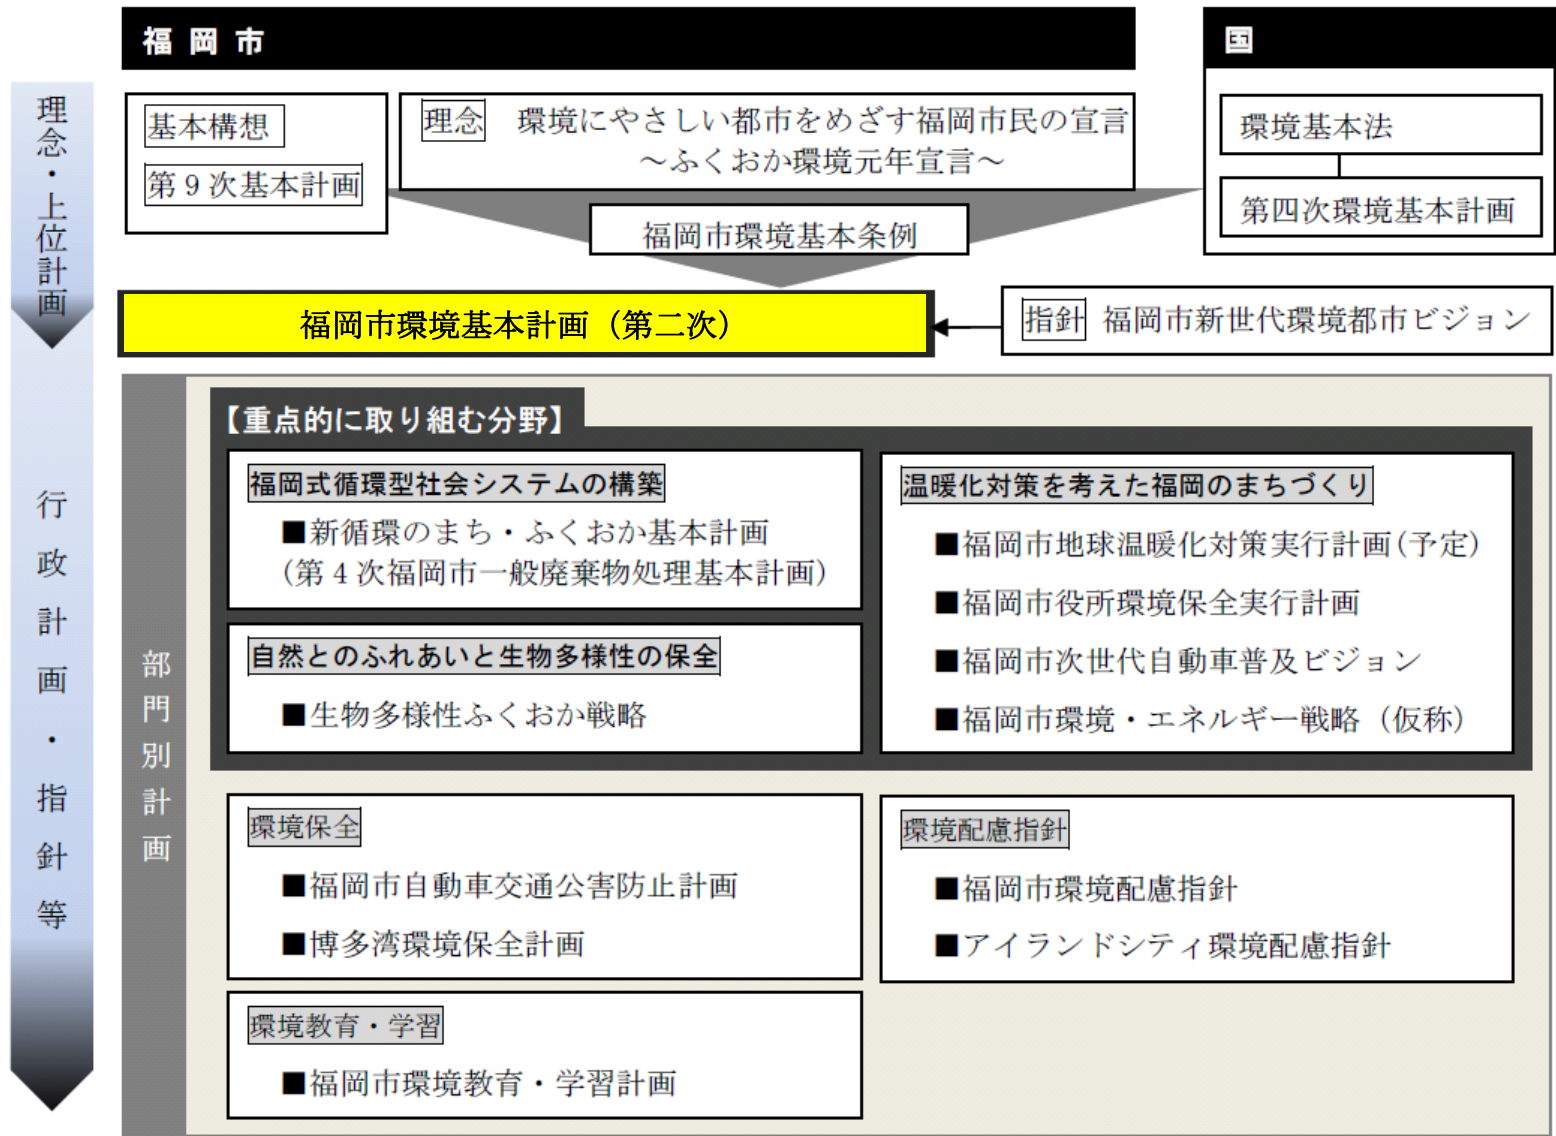 福岡市
国
理念・上位計画
基本構想
第9次基本計画
理念 環境にやさしい都市をめざす福岡市民の宣言
～ふくおか環境元年宣言～
環境基本法
第四次環境基本計画
福岡市環境基本条例
福岡市環境基本計画（第二次）
指針 福岡市新世代環境都市ビジョン
行政計画・指針等
部門別計画
【重点的に取り組む分野】
福岡式循環型社会システムの構築
■新循環のまち・ふくおか基本計画
(第4次福岡市一般廃棄物処理基本計画)
自然とのふれあいと生物多様性の保全
■生物多様性ふくおか戦略
温暖化対策を考えた福岡のまちづくり
■福岡市地球温暖化対策実行計画(予定)
■福岡市役所環境保全実行計画
■福岡市次世代自動車普及ビジョン
■福岡市環境・エネルギー戦略（仮称）
環境保全
■福岡市自動車交通公害防止計画
■博多湾環境保全計画
環境配慮指針
■福岡市環境配慮指針
■アイランドシティ環境配慮指針
環境教育・学習
■福岡市環境教育・学習計画